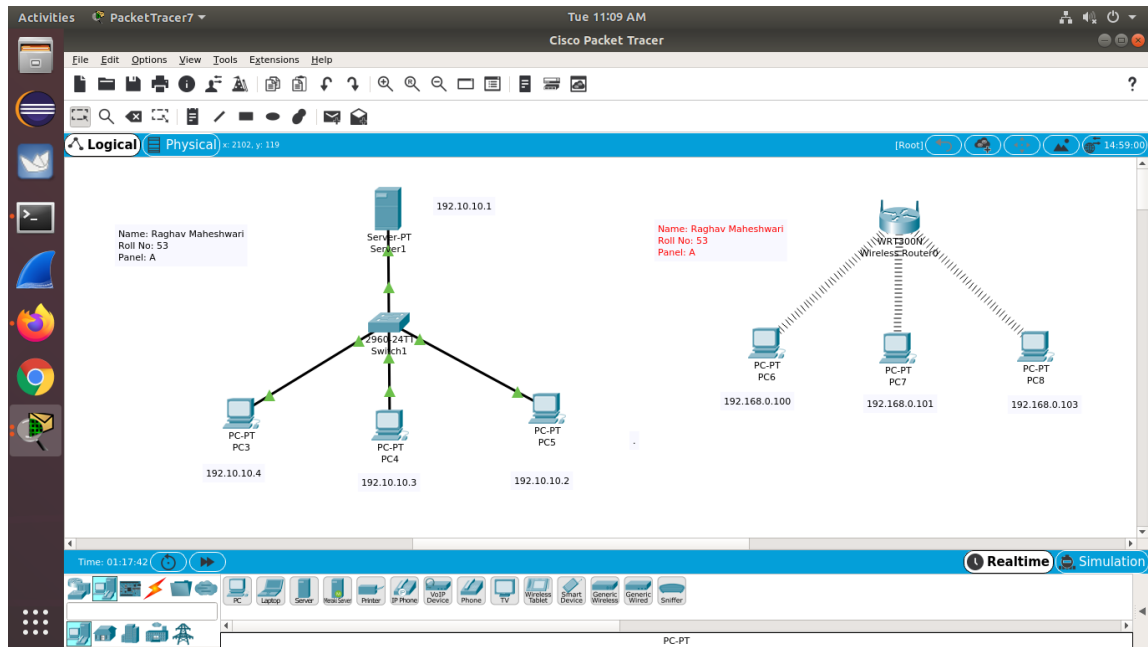 Activities
PacketTracer7
Tue 11:09 AM
Cisco Packet Tracer
File Edit Options View Tools Extensions Help
?
Logical
Physical
x: 2102, y: 119
[Root]
14:59:00
192.10.10.1
Server-PT
Server1
Name: Raghav Maheshwari
Roll No: 53
Panel: A
2960-24TT
Switch1
PC-PT
PC3
192.10.10.4
PC-PT
PC4
192.10.10.3
PC-PT
PC5
192.10.10.2
.
Name: Raghav Maheshwari
Roll No: 53
Panel: A
WRT300N
Wireless Router0
PC-PT
PC6
192.168.0.100
PC-PT
PC7
192.168.0.101
PC-PT
PC8
192.168.0.103
Time: 01:17:42
Realtime
Simulation
PC
Laptop
Server
Meraki Server
Printer
IP Phone
VoIP Device
Phone
TV
Wireless Tablet
Smart Device
Generic Wireless
Generic Wired
Sniffer
PC-PT